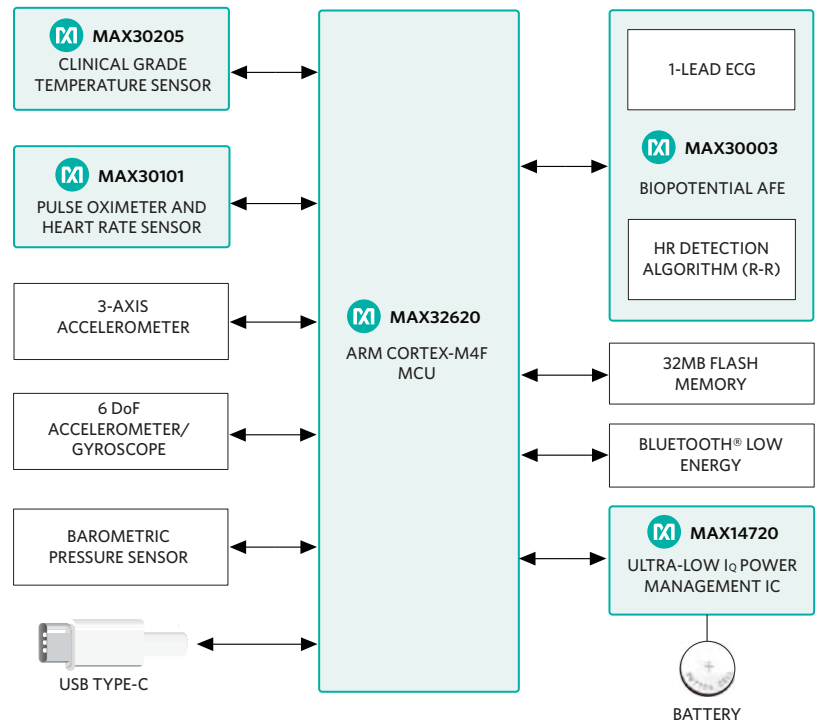 MAX30205
CLINICAL GRADE
TEMPERATURE SENSOR
MAX30101
PULSE OXIMETER AND
HEART RATE SENSOR
3-AXIS
ACCELEROMETER
6 DoF
ACCELEROMETER/
GYROSCOPE
BAROMETRIC
PRESSURE SENSOR
USB TYPE-C
MAX32620
ARM CORTEX-M4F
MCU
1-LEAD ECG
MAX30003
BIOPOTENTIAL AFE
HR DETECTION
ALGORITHM (R-R)
32MB FLASH
MEMORY
BLUETOOTH® LOW
ENERGY
MAX14720
ULTRA-LOW IQ POWER
MANAGEMENT IC
BATTERY